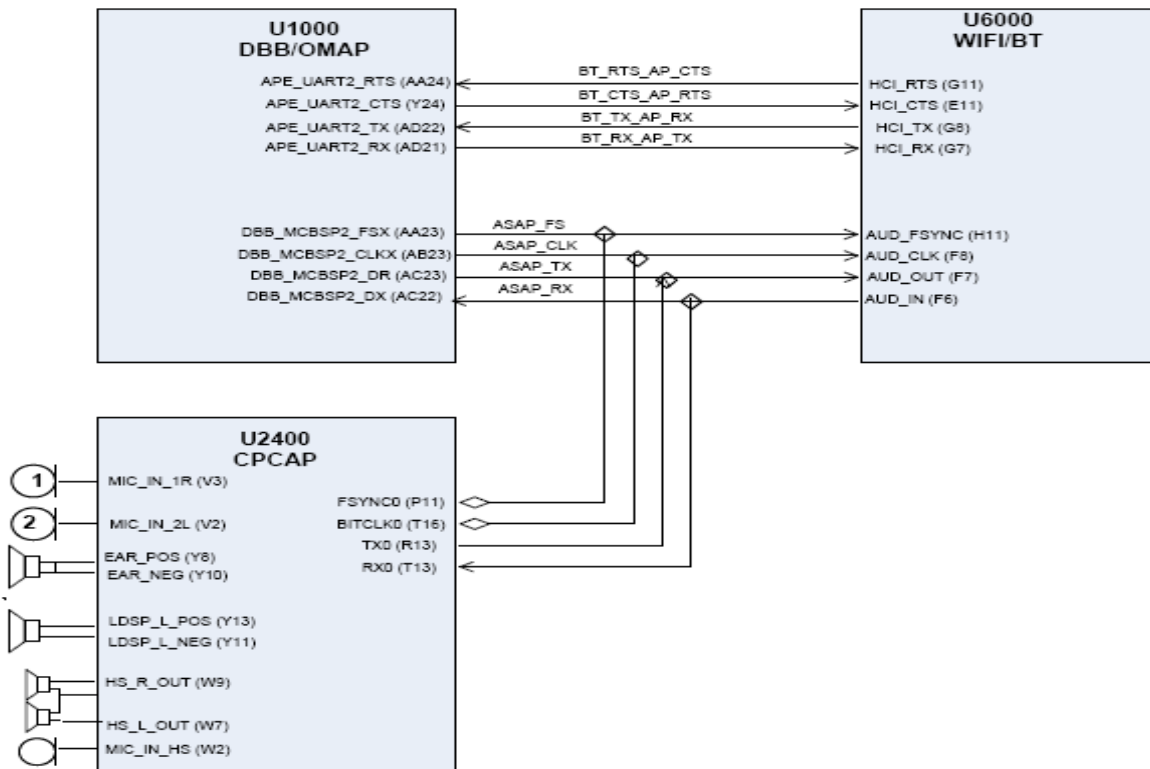 U1000
DBB/OMAP
APE_UART2_RTS (AA24)
APE_UART2_CTS (Y24)
APE_UART2_TX (AD22)
APE_UART2_RX (AD21)
DBB_MCBSP2_FSX (AA23)
DBB_MCBSP2_CLKX (AB23)
DBB_MCBSP2_DR (AC23)
DBB_MCBSP2_DX (AC22)
BT_RTS_AP_CTS
BT_CTS_AP_RTS
BT_TX_AP_RX
BT_RX_AP_TX
ASAP_FS
ASAP_CLK
ASAP_TX
ASAP_RX
U6000
WIFI/BT
HCI_RTS (G11)
HCI_CTS (E11)
HCI_TX (G8)
HCI_RX (G7)
AUD_FSYNC (H11)
AUD_CLK (F8)
AUD_OUT (F7)
AUD_IN (F6)
U2400
CPCAP
1
MIC_IN_1R (V3)
2
MIC_IN_2L (V2)
EAR_POS (Y8)
EAR_NEG (Y10)
LDSP_L_POS (Y13)
LDSP_L_NEG (Y11)
HS_R_OUT (W9)
HS_L_OUT (W7)
MIC_IN_HS (W2)
FSYNC0 (P11)
BITCLK0 (T16)
TX0 (R13)
RX0 (T13)